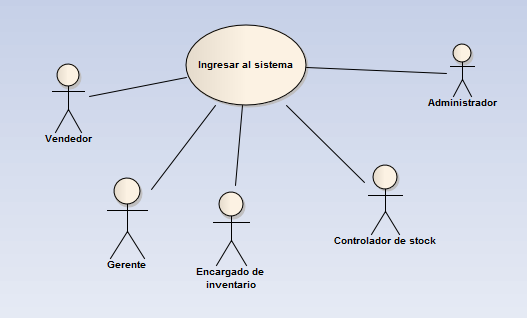 Ingresar al sistema
Administrador
Vendedor
Controlador de stock
Gerente
Encargado de
inventario